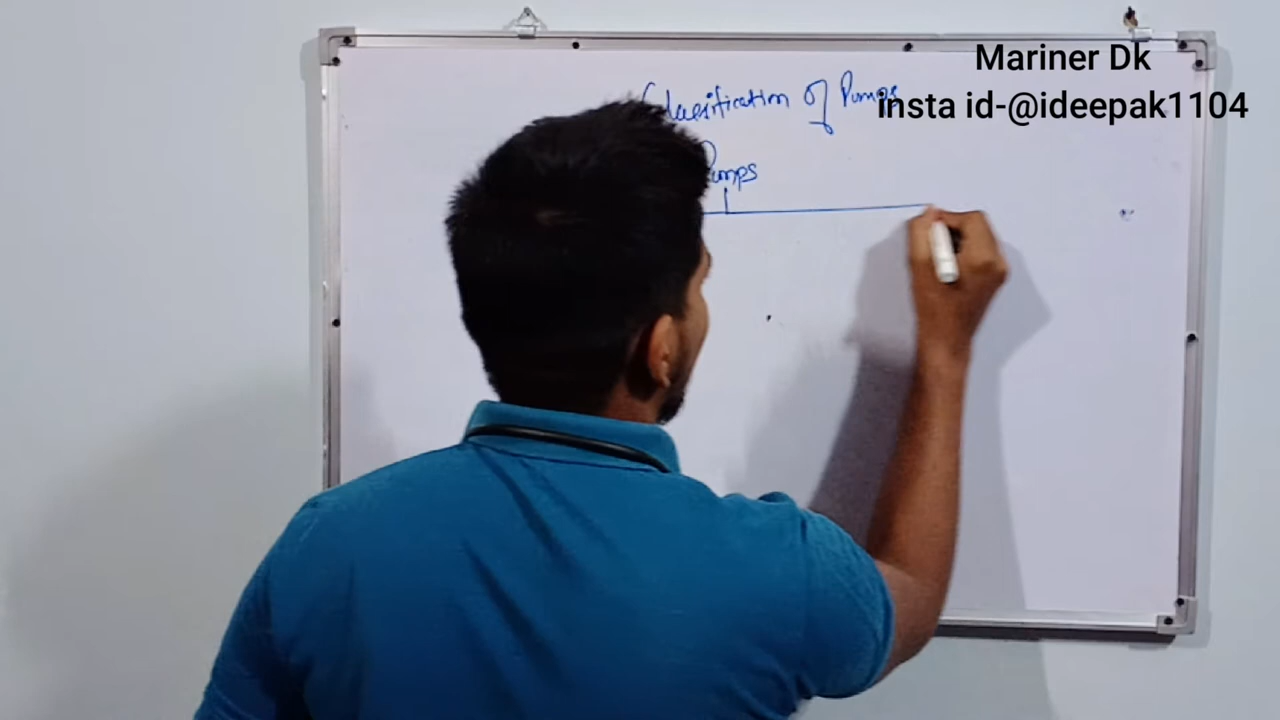 Mariner Dk
Classification of Pumps
insta id-@ideepak1104
Pumps